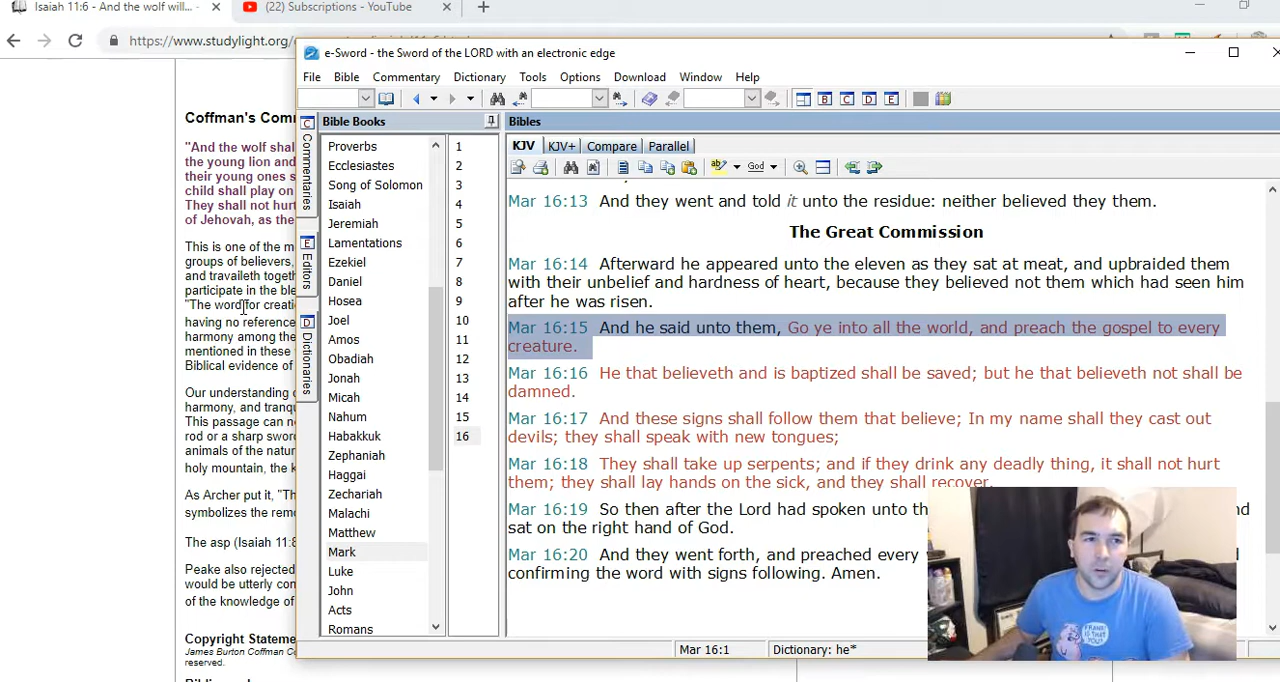 Isaiah 11:6 - And the wolf will...
(22) Subscriptions - YouTube
https://www.studylight.org/
e-Sword - the Sword of the LORD with an electronic edge
File Bible Commentary Dictionary Tools Options Download Window Help
Bible Books
Bibles
KJV KJV+ Compare Parallel
Commentaries
Editors
Dictionaries
Proverbs
Ecclesiastes
Song of Solomon
Isaiah
Jeremiah
Lamentations
Ezekiel
Daniel
Hosea
Joel
Amos
Obadiah
Jonah
Micah
Nahum
Habakkuk
Zephaniah
Haggai
Zechariah
Malachi
Matthew
Mark
Luke
John
Acts
Romans
1
2
3
4
5
6
7
8
9
10
11
12
13
14
15
16
Mar 16:13 And they went and told it unto the residue: neither believed they them.
The Great Commission
Mar 16:14 Afterward he appeared unto the eleven as they sat at meat, and upbraided them
with their unbelief and hardness of heart, because they believed not them which had seen him
after he was risen.
Mar 16:15 And he said unto them, Go ye into all the world, and preach the gospel to every
creature.
Mar 16:16 He that believeth and is baptized shall be saved; but he that believeth not shall be
damned.
Mar 16:17 And these signs shall follow them that believe; In my name shall they cast out
devils; they shall speak with new tongues;
Mar 16:18 They shall take up serpents; and if they drink any deadly thing, it shall not hurt
them; they shall lay hands on the sick, and they shall recover.
Mar 16:19 So then after the Lord had spoken unto th
nd
sat on the right hand of God.
Mar 16:20 And they went forth, and preached every
confirming the word with signs following. Amen.
Mar 16:1
Dictionary: he*
Coffman's Com
"And the wolf shal
the young lion and
their young ones s
child shall play on
They shall not hurt
of Jehovah, as the
This is one of the m
groups of believers,
and travaileth togeth
participate in the ble
"The word for creati
having no reference
harmony among the
mentioned in these
Biblical evidence of
Our understanding
harmony, and tranqu
This passage can ne
rod or a sharp sword
animals of the natur
holy mountain, the k
As Archer put it, "Th
symbolizes the remo
The asp (Isaiah 11:8
Peake also rejected
would be utterly con
of the knowledge of
Copyright Stateme
James Burton Coffman Co
reserved.
FRANK!
IS THAT
YOU?